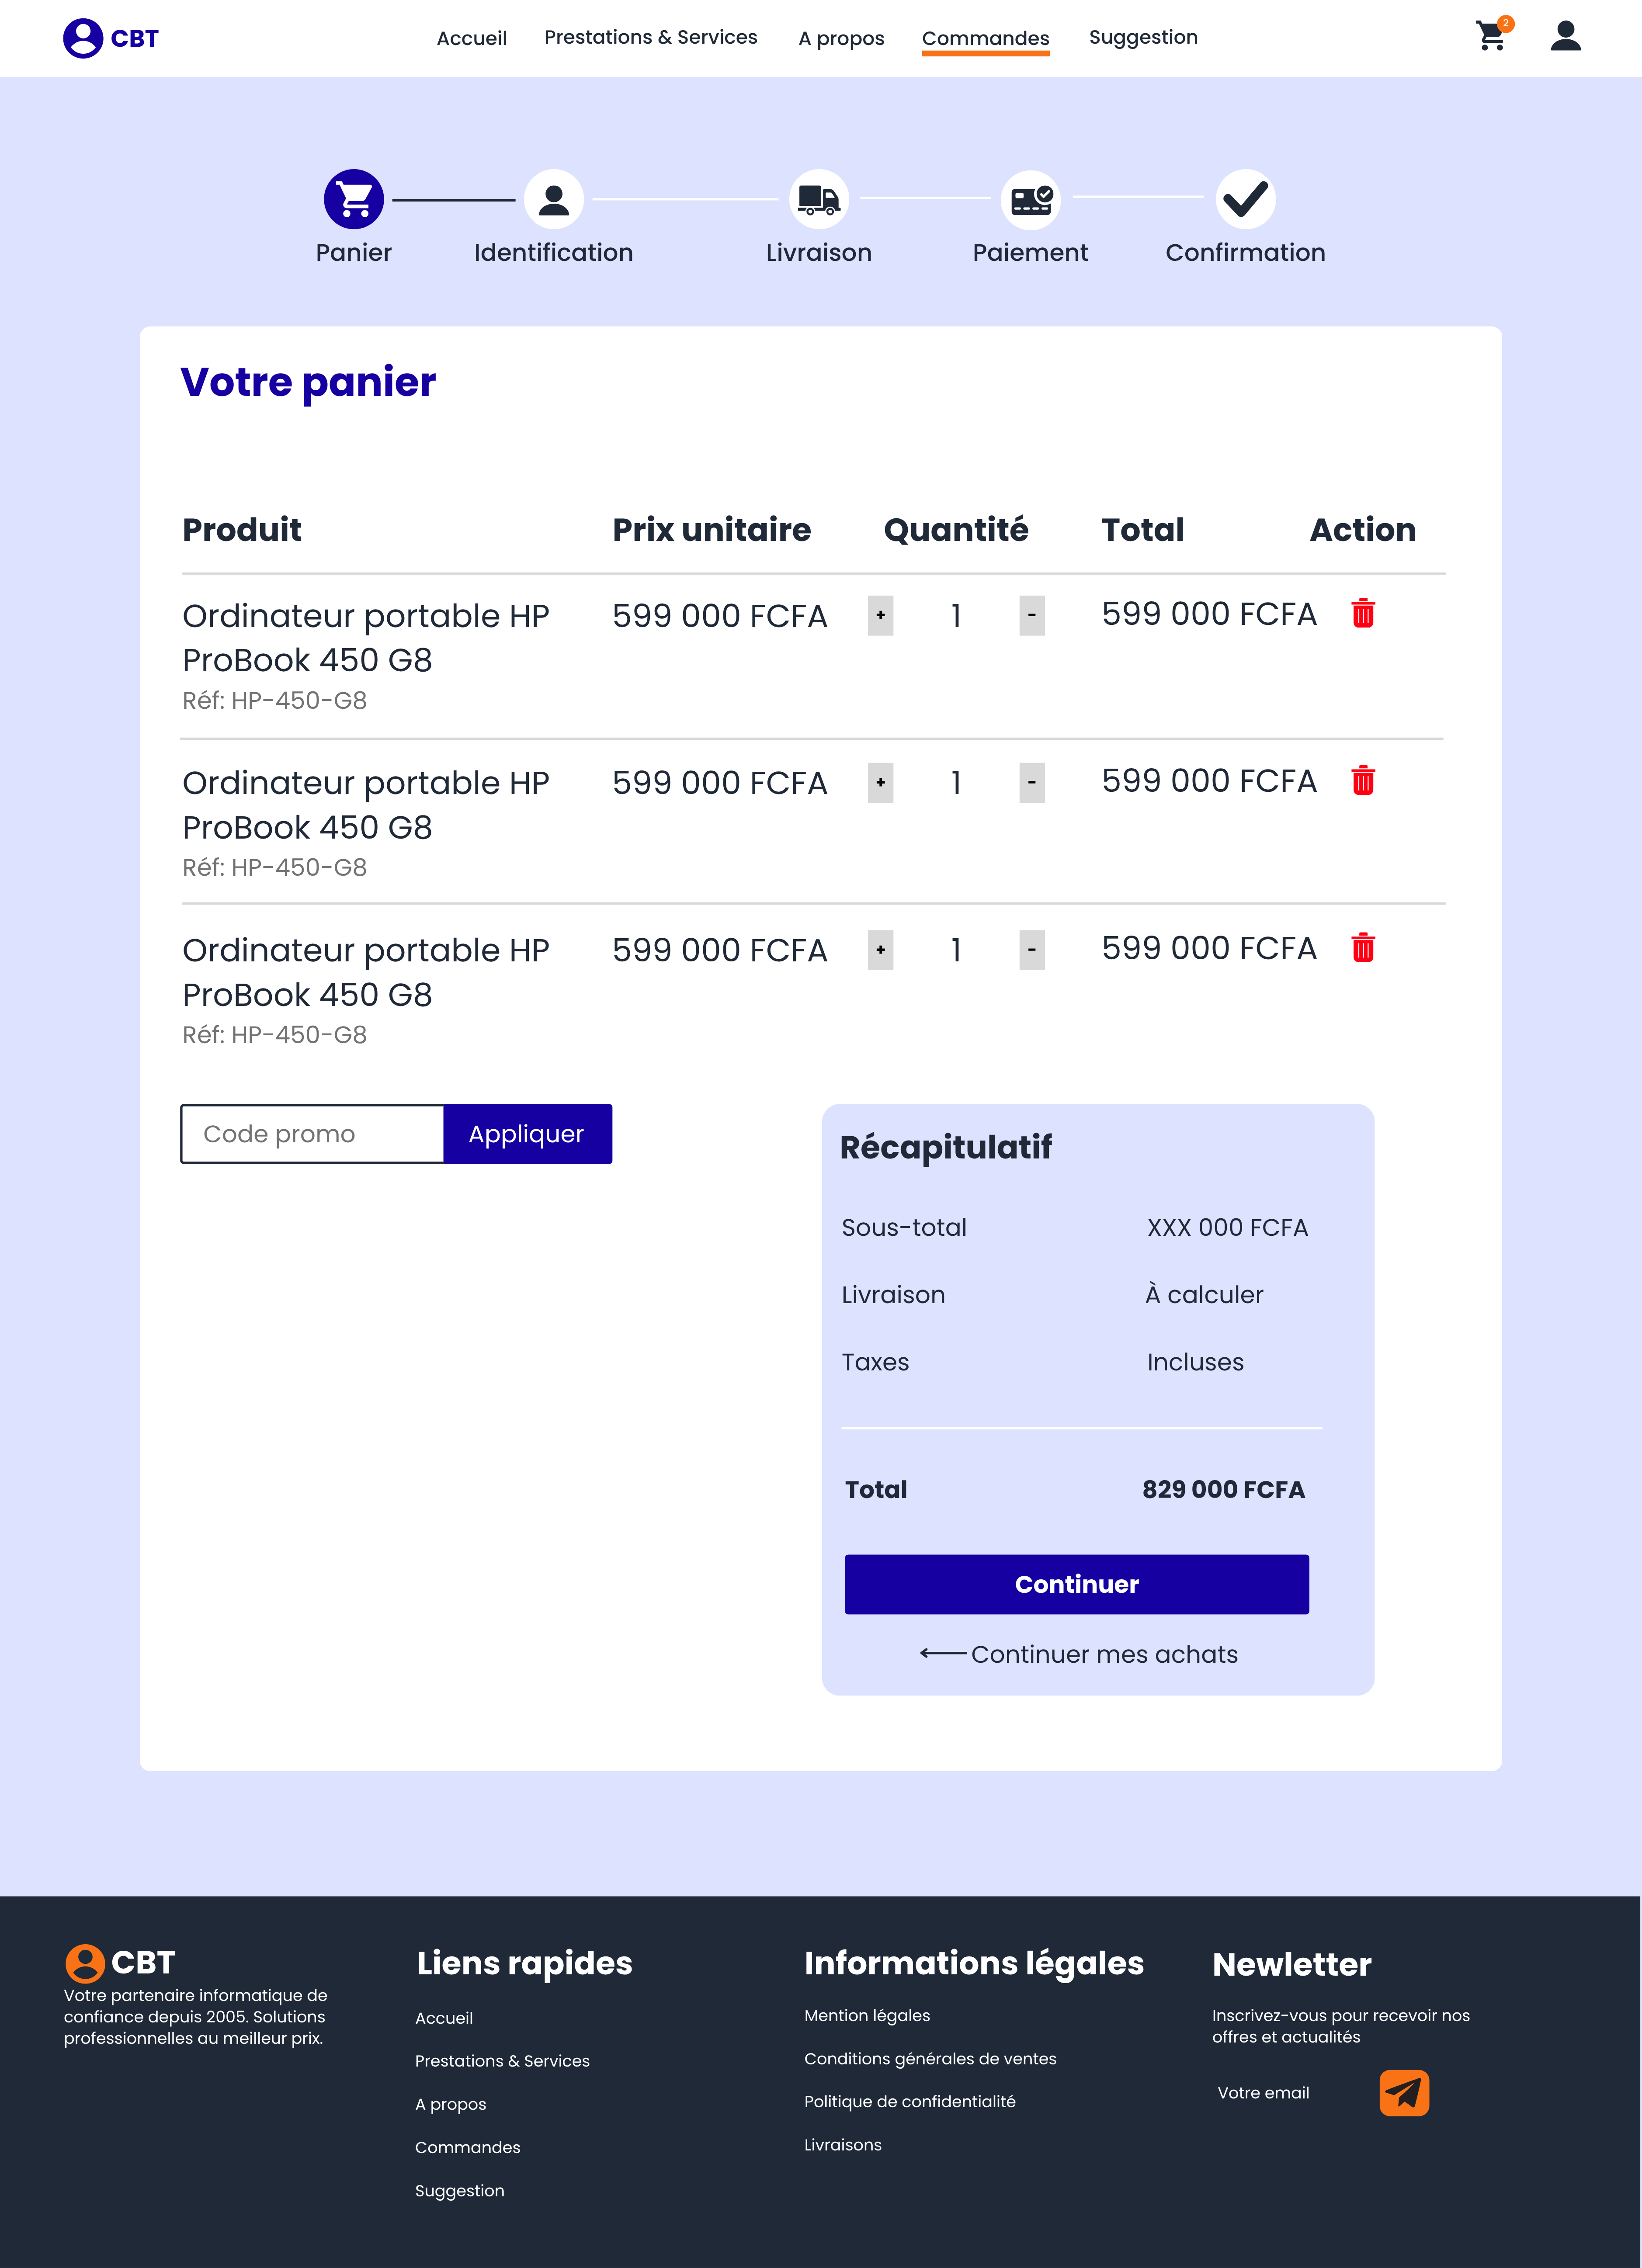 CBT
Accueil
Prestations & Services
A propos
Commandes
Suggestion
2
Panier
Identification
Livraison
Paiement
Confirmation
Votre panier
Produit
Prix unitaire
Quantité
Total
Action
Ordinateur portable HP
ProBook 450 G8
Réf: HP-450-G8
599 000 FCFA
+
1
-
599 000 FCFA
Ordinateur portable HP
ProBook 450 G8
Réf: HP-450-G8
599 000 FCFA
+
1
-
599 000 FCFA
Ordinateur portable HP
ProBook 450 G8
Réf: HP-450-G8
599 000 FCFA
+
1
-
599 000 FCFA
Code promo
Appliquer
Récapitulatif
Sous-total
XXX 000 FCFA
Livraison
À calculer
Taxes
Incluses
Total
829 000 FCFA
Continuer
Continuer mes achats
CBT
Votre partenaire informatique de
confiance depuis 2005. Solutions
professionnelles au meilleur prix.
Liens rapides
Accueil
Prestations & Services
A propos
Commandes
Suggestion
Informations légales
Mention légales
Conditions générales de ventes
Politique de confidentialité
Livraisons
Newletter
Inscrivez-vous pour recevoir nos
offres et actualités
Votre email